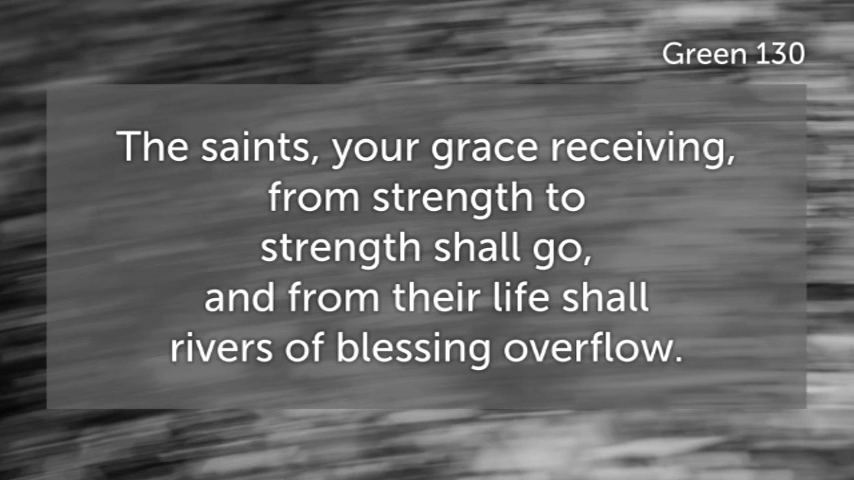 Green 130
The saints, your grace receiving,
from strength to
strength shall go,
and from their life shall
rivers of blessing overflow.